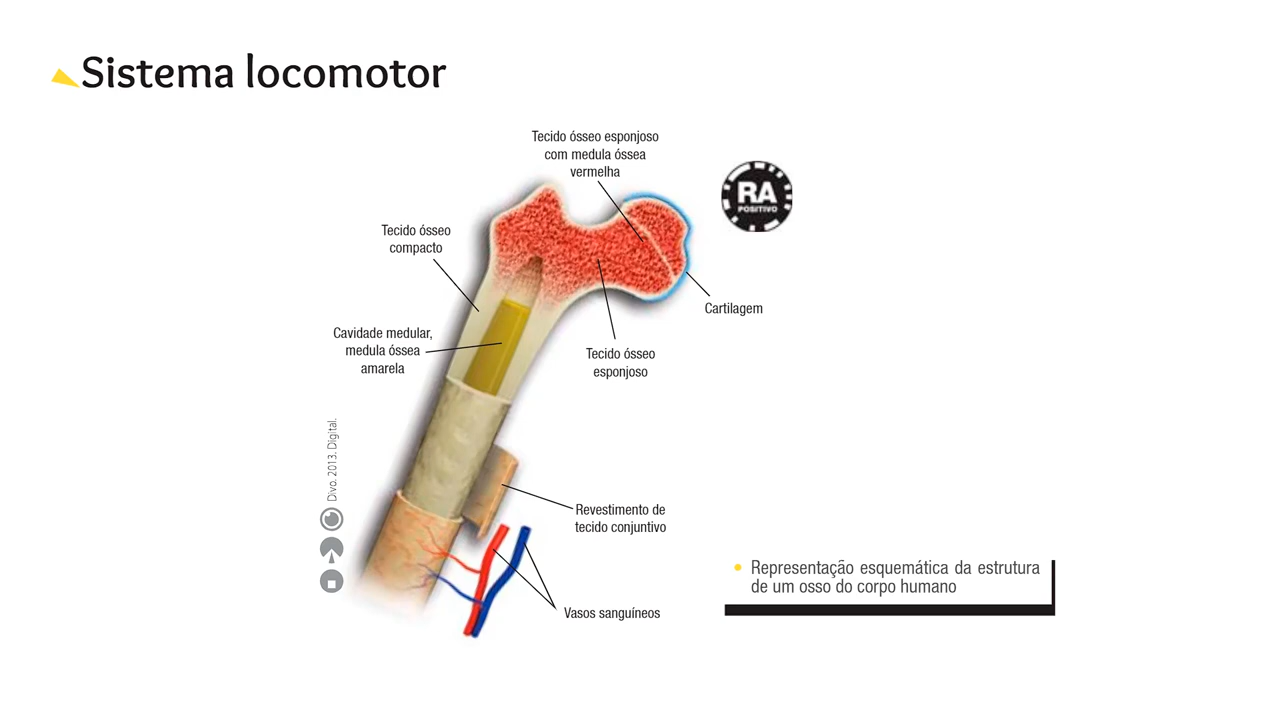 Sistema locomotor
Tecido ósseo esponjoso
com medula óssea
vermelha
RA
POSITIVO
Tecido ósseo
compacto
Cartilagem
Cavidade medular,
medula óssea
amarela
Tecido ósseo
esponjoso
Divo. 2013. Digital.
Revestimento de
tecido conjuntivo
Vasos sanguíneos
Representação esquemática da estrutura
de um osso do corpo humano